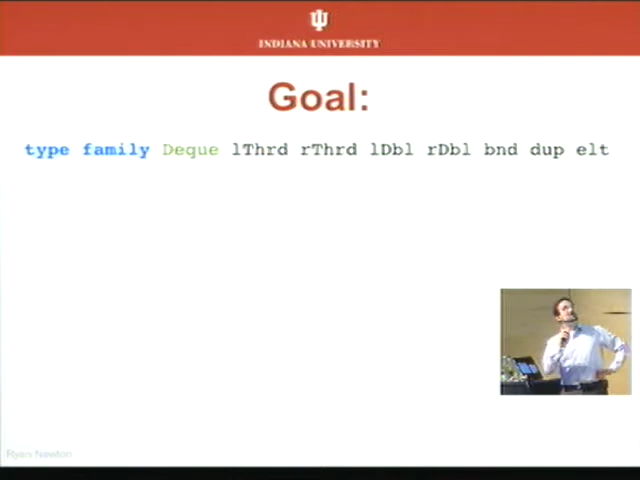 INDIANA UNIVERSITY
Goal:
type family Deque lThrd rThrd lDbl rDbl bnd dup elt
Ryan Newton